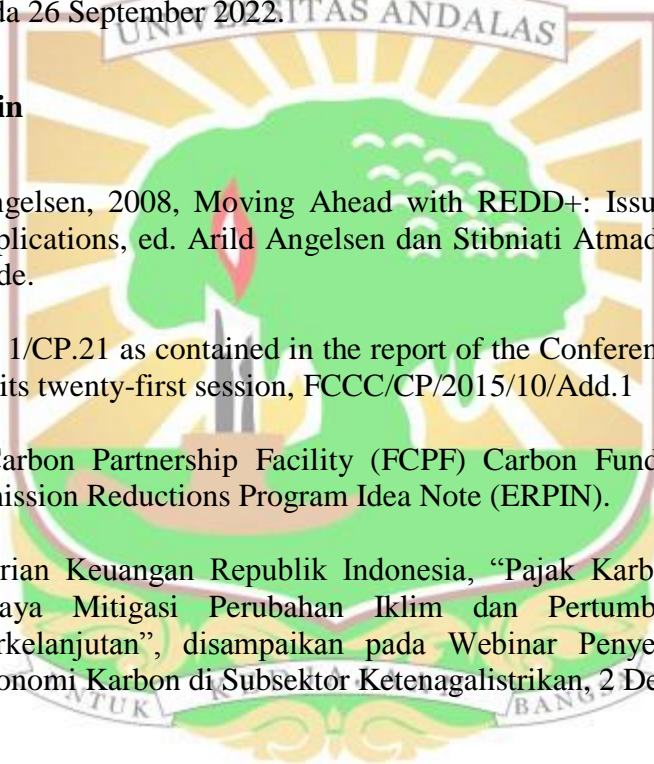 da 26 September 2022.
UNIVERSITAS ANDALAS
in
ngelsen, 2008, Moving Ahead with REDD+: Issu
plications, ed. Arild Angelsen dan Stibniati Atmad
de.
1/CP.21 as contained in the report of the Conferen
its twenty-first session, FCCC/CP/2015/10/Add.1
Carbon Partnership Facility (FCPF) Carbon Fund
ission Reductions Program Idea Note (ERPIN).
rian Keuangan Republik Indonesia, “Pajak Karb
aya Mitigasi Perubahan Iklim dan Pertumb
rkelanjutan”, disampaikan pada Webinar Penye
onomi Karbon di Subsektor Ketenagalistrikan, 2 De
NTUK BANG